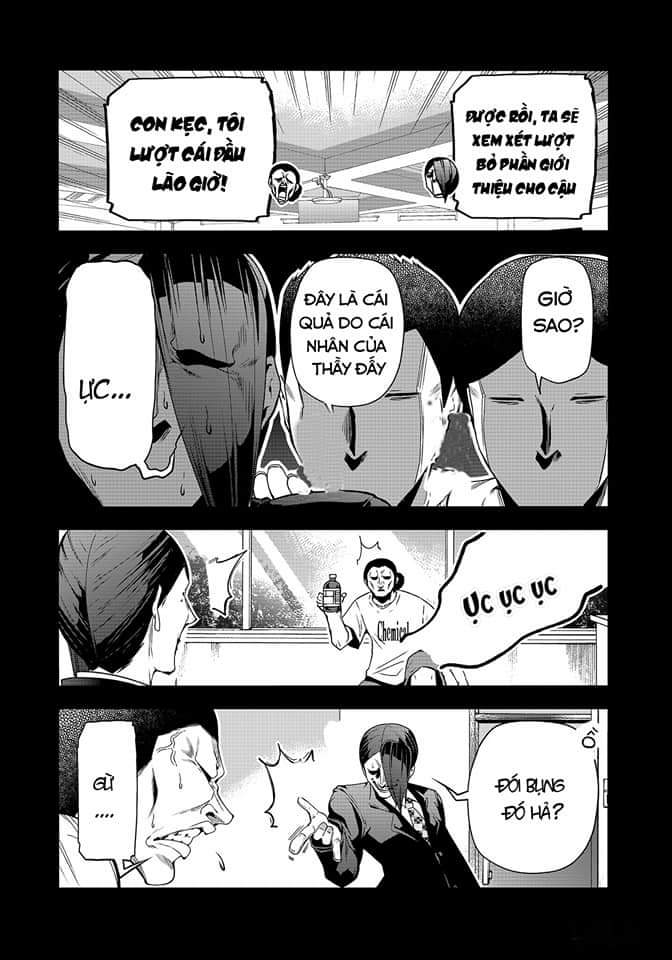 ĐƯỢC RỒI, TA SẼ
XEM XÉT LƯỢT
BỎ PHẦN GIỚI
THIỆU CHO CẬU
CON KẸC, TÔI
LƯỢT CÁI ĐẦU
LÃO GIỜ!
GIỜ
SAO?
ĐÂY LÀ CÁI
QUẢ DO CÁI
NHÂN CỦA
THẦY ĐẤY
ỰC...
ỰC ỤC ỤC
Chemical
Ồ
ĐÓI BỤNG
ĐÓ HẢ?
GỪ
....